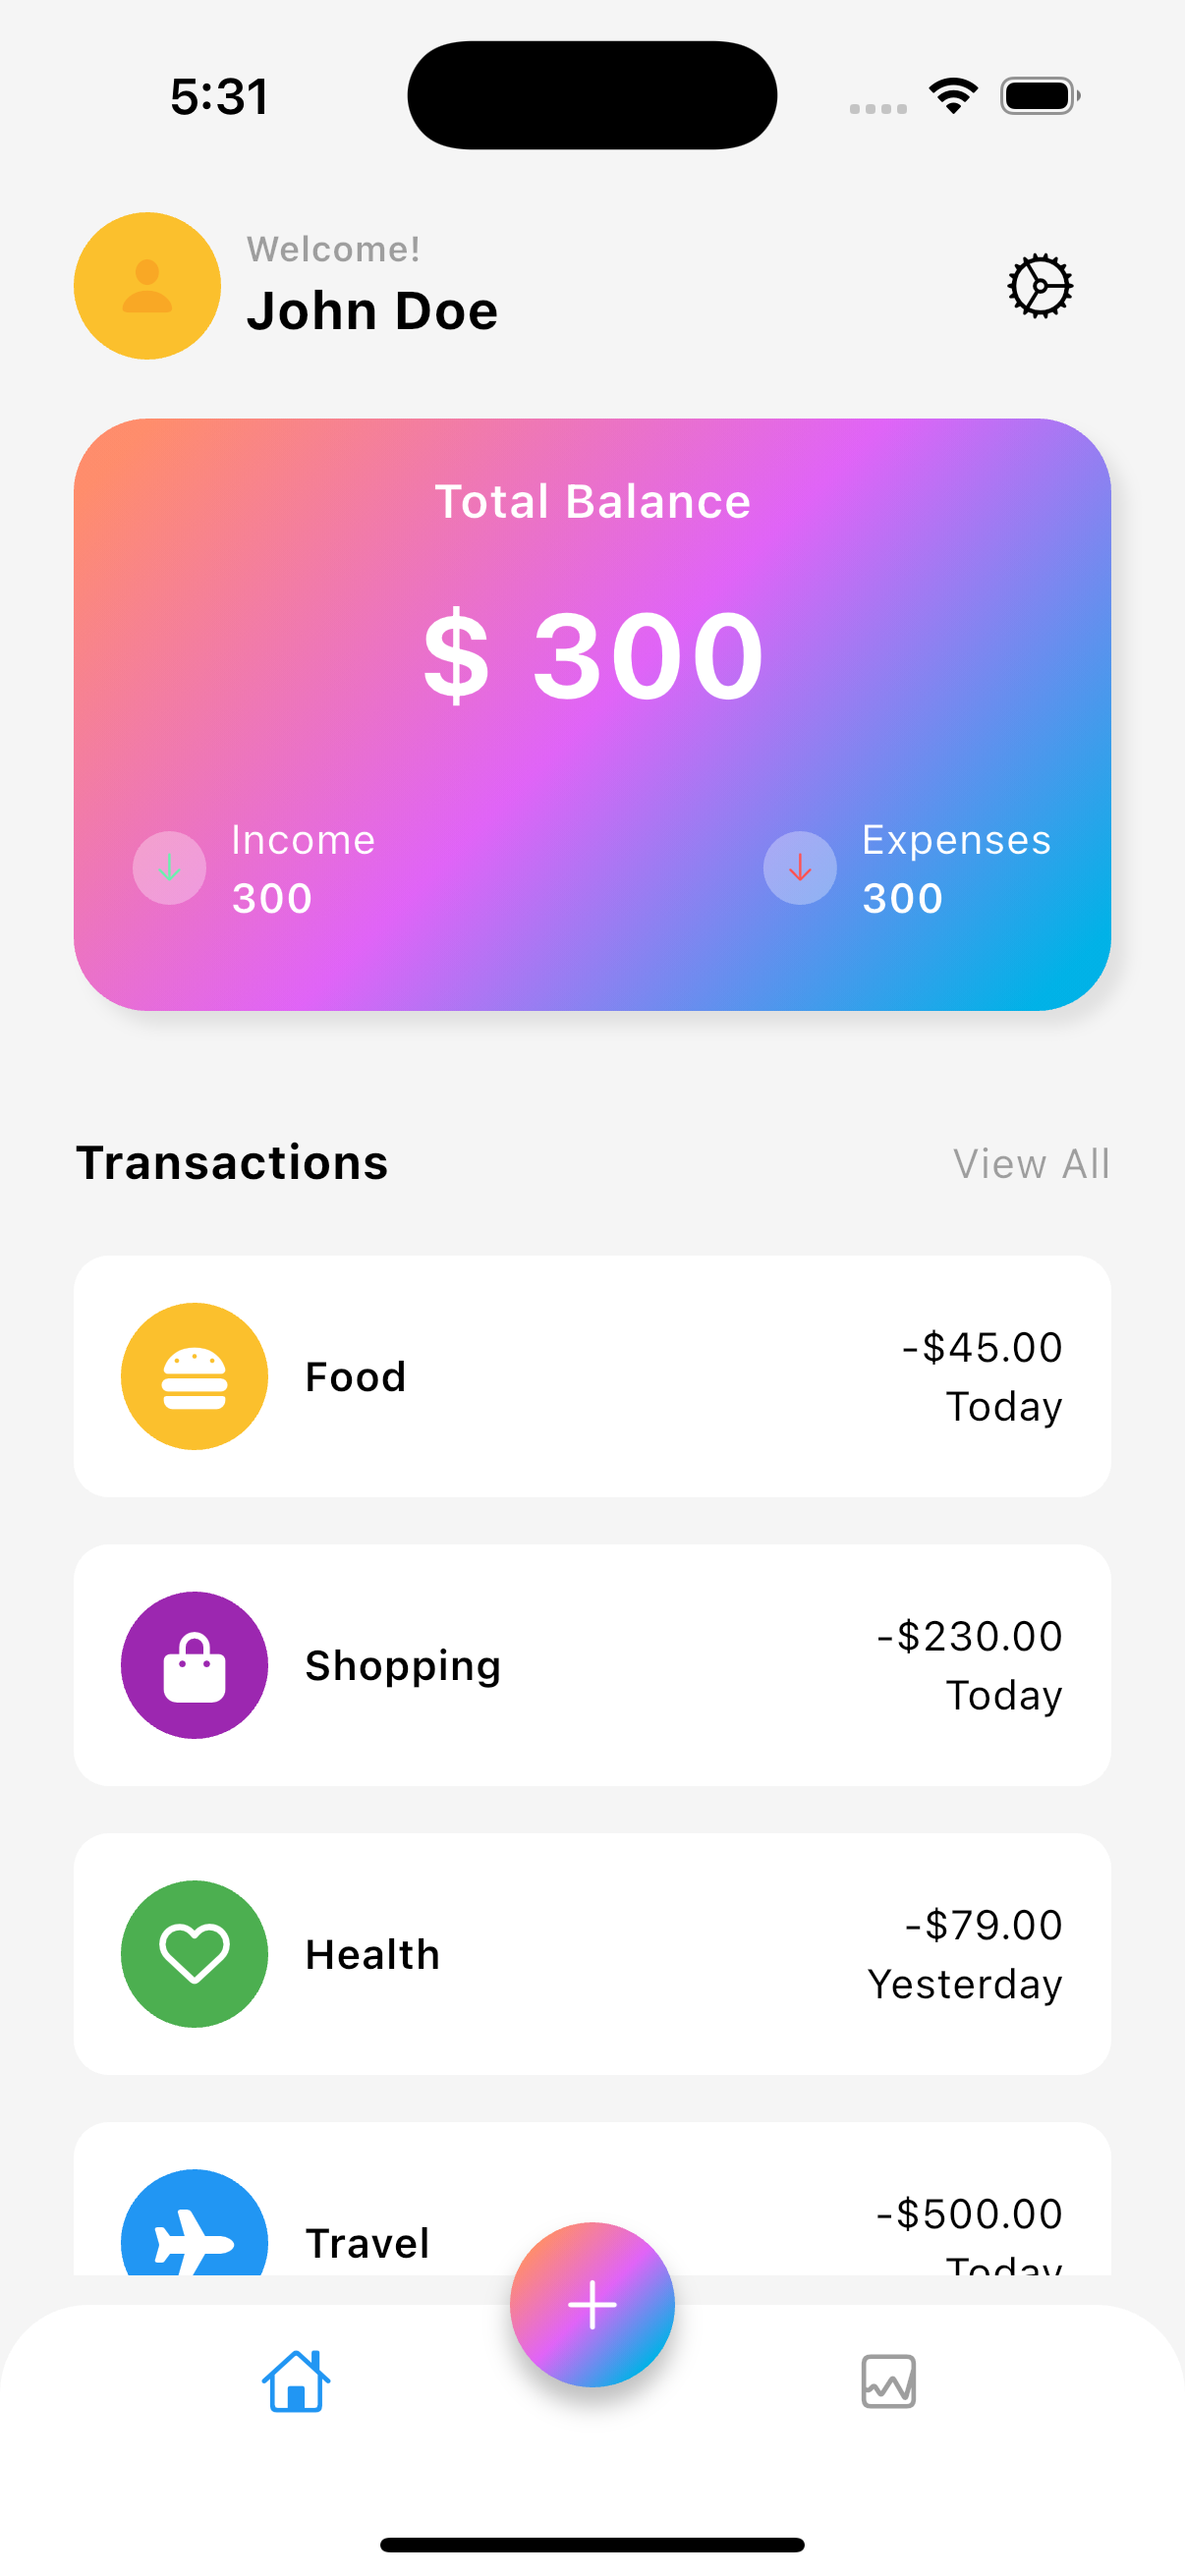 5:31
Welcome!
John Doe
Total Balance
$ 300
Income
300
Expenses
300
Transactions
View All
Food
-$45.00
Today
Shopping
-$230.00
Today
Health
-$79.00
Yesterday
Travel
-$500.00
Today